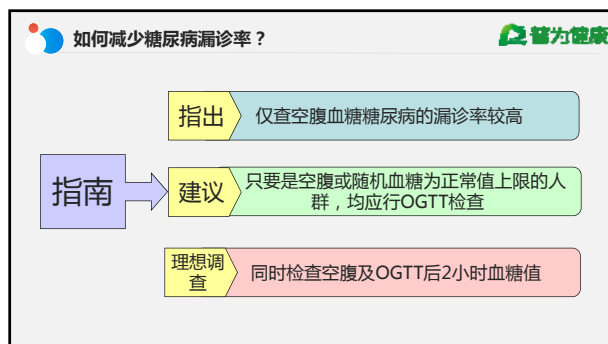 如何减少糖尿病漏诊率？
普为健康
指出
仅查空腹血糖糖尿病的漏诊率较高
指南
建议
只要是空腹或随机血糖为正常值上限的人
群，均应行OGTT检查
理想调
查
同时检查空腹及OGTT后2小时血糖值